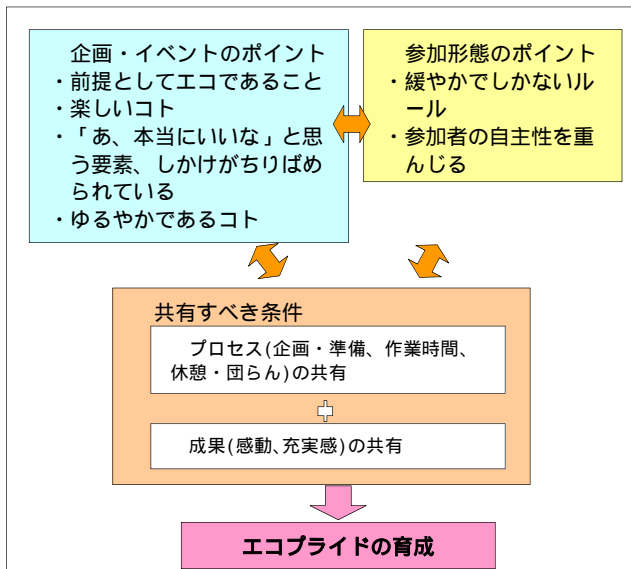 企画・イベントのポイント
・前提としてエコであること
・楽しいコト
・「あ、本当にいいな」と思
う要素、しかけがちりばめ
られている
・ゆるやかであるコト
参加形態のポイント
・緩やかでしかないル
ール
・参加者の自主性を重
んじる
共有すべき条件
プロセス(企画・準備、作業時間、
休憩・団らん)の共有
成果(感動、充実感)の共有
エコプライドの育成